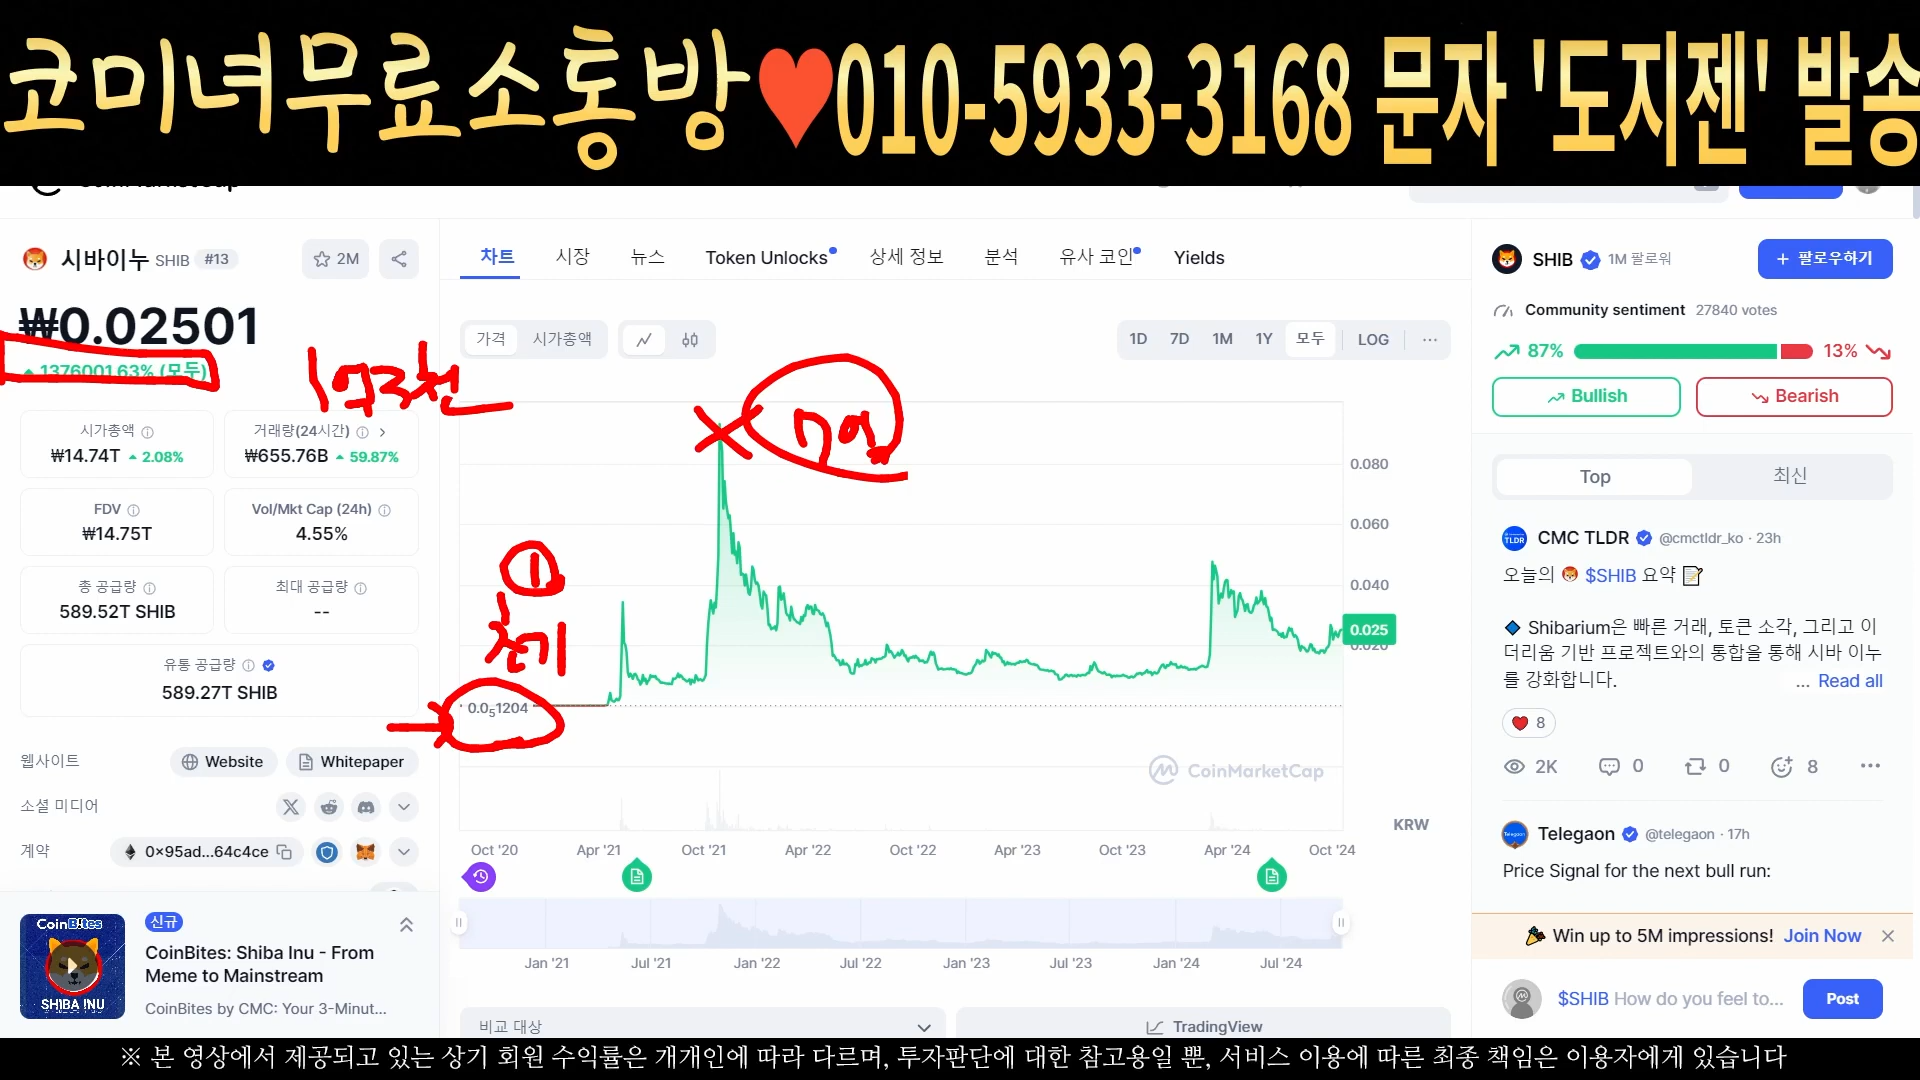 코미녀무료소통방♥010-5933-3168 문자 '도지젠' 발송
시바이누 SHIB #13
2M
₩0.02501
1376001.63% (모두)
시가총액
₩14.74T 2.08%
거래량(24시간)
₩655.76B 59.87%
FDV
₩14.75T
Vol/Mkt Cap (24h)
4.55%
총 공급량
589.52T SHIB
최대 공급량
--
유통 공급량
589.27T SHIB
웹사이트
Website
Whitepaper
소셜 미디어
계약
0x95ad...64c4ce
CoinBites
SHIBA INU
신규
CoinBites: Shiba Inu - From
Meme to Mainstream
CoinBites by CMC: Your 3-Minut...
차트 시장 뉴스 Token Unlocks 상세 정보 분석 유사 코인 Yields
가격 시가총액
1D 7D 1M 1Y 모두 LOG ...
①
0.0₅1204
0.080
0.060
0.040
0.025
0.020
CoinMarketCap
KRW
Oct '20 Apr '21 Oct '21 Apr '22 Oct '22 Apr '23 Oct '23 Apr '24 Oct '24
Jan '21 Jul '21 Jan '22 Jul '22 Jan '23 Jul '23 Jan '24 Jul '24
비교 대상
TradingView
SHIB 1M 팔로워
+ 팔로우하기
Community sentiment 27840 votes
87% 13%
Bullish
Bearish
Top 최신
TLDR
CMC TLDR @cmctldr_ko · 23h
오늘의 $SHIB 요약
Shibarium은 빠른 거래, 토큰 소각, 그리고 이
더리움 기반 프로젝트와의 통합을 통해 시바 이누
를 강화합니다.
... Read all
8
2K 0 0 8 ...
Telegaon @telegaon · 17h
Price Signal for the next bull run:
Win up to 5M impressions! Join Now
$SHIB How do you feel to...
Post
※ 본 영상에서 제공되고 있는 상기 회원 수익률은 개개인에 따라 다르며, 투자판단에 대한 참고용일 뿐, 서비스 이용에 따른 최종 책임은 이용자에게 있습니다